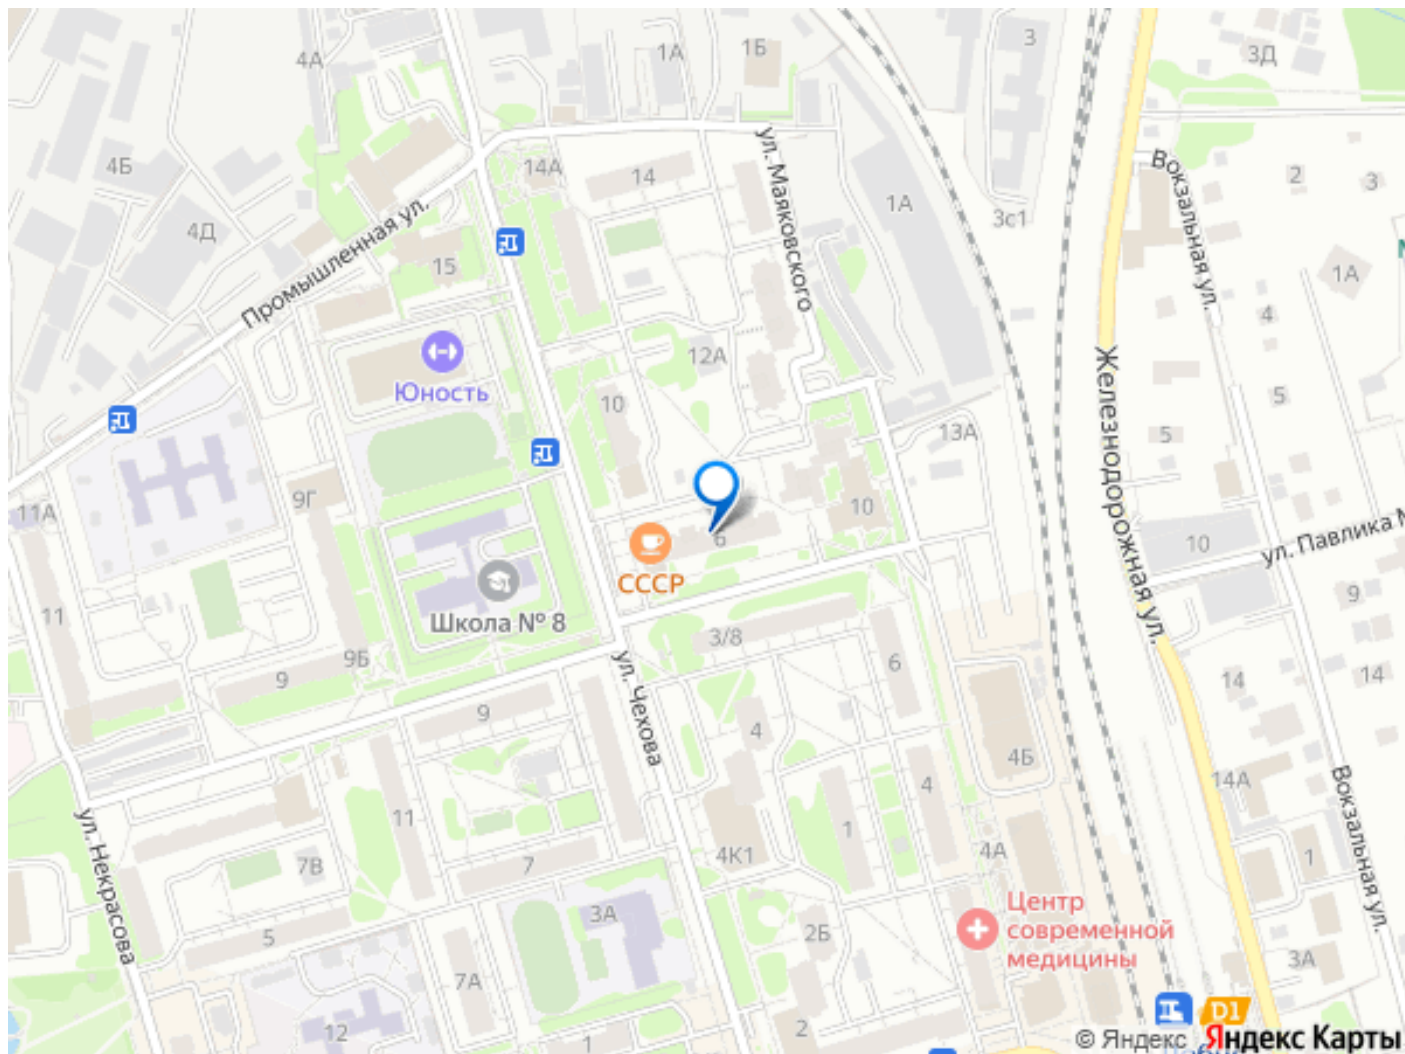 3
1Б
1А
3Д
4А
ул. Маяковского
Вокзальная ул.
4Б
14А
14
2
3
1А
3с1
4Д
Промышленная ул.
15
1А
4
12А
Железнодорожная ул.
Юность
10
5
5
13А
9Г
11А
10
6
10
ул. Павлика
СССР
9
11
Школа № 8
3/8
9Б
6
ул. Чехова
14
14
9
9
4
4Б
14А
4
Вокзальная ул.
11
1
ул. Некрасова
7В
7
4К1
4А
1
Центр
современной
медицины
3А
2Б
5
3А
7А
12
2
1
D1
© Яндекс Яндекс Карты